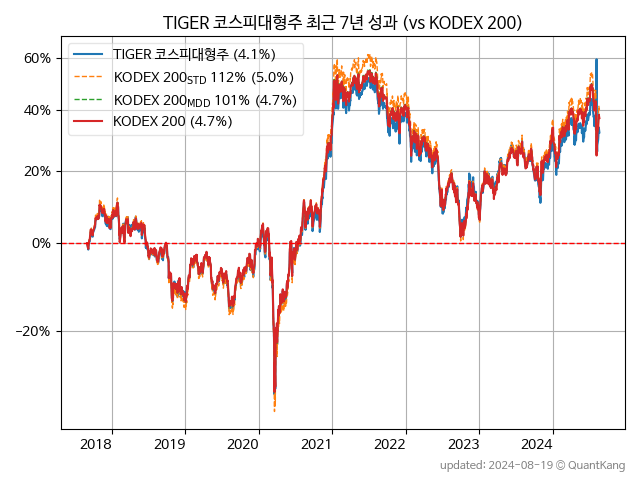 TIGER 코스피대형주 최근 7년 성과 (vs KODEX 200)
TIGER 코스피대형주 (4.1%)
KODEX 200STD 112% (5.0%)
KODEX 200MDD 101% (4.7%)
KODEX 200 (4.7%)
60%
40%
20%
0%
−20%
2018 2019 2020 2021 2022 2023 2024
updated: 2024-08-19 © QuantKang